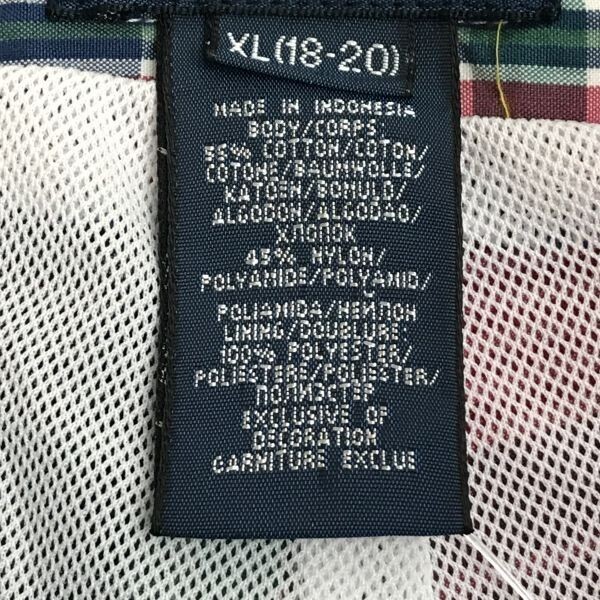 XL(18-20)
MADE IN INDONESIA
BODY/CORPS
55% COTTON/COTON/
COTONE/BAUMWOLLE/
KATOEN/BOMULD/
ALGODON/ALGODAO/
ХЛОПОК
45% NYLON/
POLYAMIDE/POLYAMID/
POLIAMIDA/НЕЙЛОН
LINING/DOUBLURE
100% POLYESTER/
POLIESTERE/POLIESTER/
ПОЛИЭСТЕР
EXCLUSIVE OF
DECORATION
GARNITURE EXCLUE